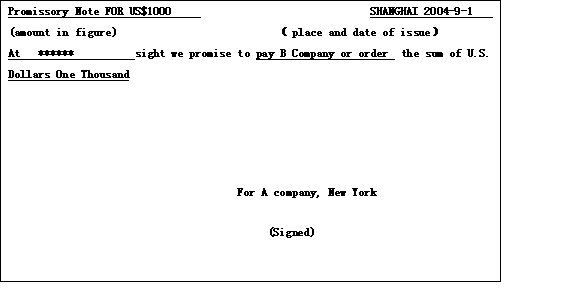 Promissory Note FOR US$1000 SHANGHAI 2004-9-1
(amount in figure) ( place and date of issue)
At ****** sight we promise to pay B Company or order the sum of U.S.
Dollars One Thousand
For A company, New York
(Signed)